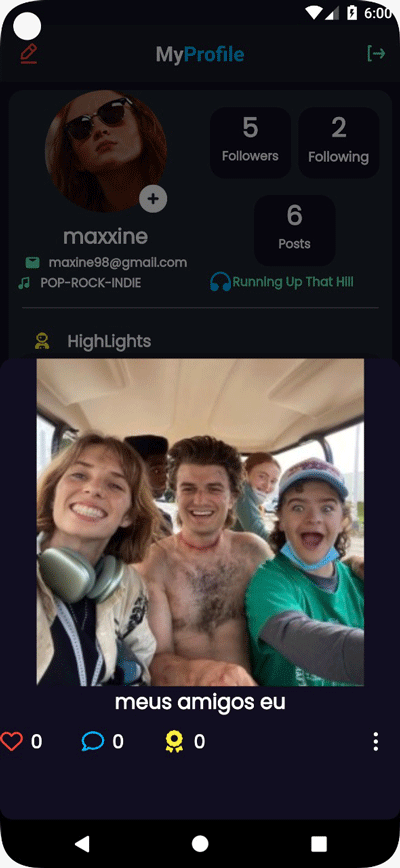 6:00
MyProfile
5
Followers
2
Following
6
Posts
maxxine
maxine98@gmail.com
POP-ROCK-INDIE
Running Up That Hill
HighLights
meus amigos eu
0 0 0